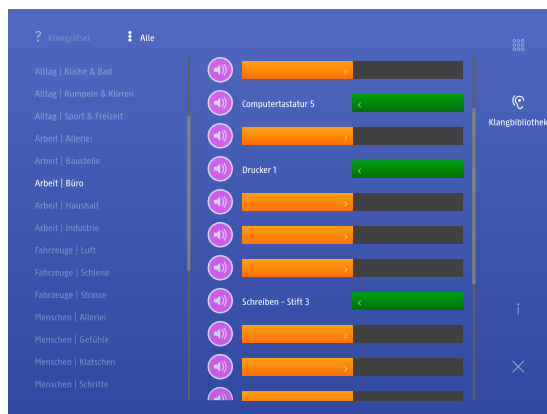 ? Klangrätsel
Alle
Alltag | Küche & Bad
Alltag | Rumpeln & Klirren
Alltag | Sport & Freizeit
Arbeit | Allerlei
Arbeit | Baustelle
Arbeit | Büro
Arbeit | Haushalt
Arbeit | Industrie
Fahrzeuge | Luft
Fahrzeuge | Schiene
Fahrzeuge | Strasse
Menschen | Allerlei
Menschen | Gefühle
Menschen | Klatschen
Menschen | Schritte
Computertastatur 5
Drucker 1
Schreiben - Stift 3
Klangbibliothek